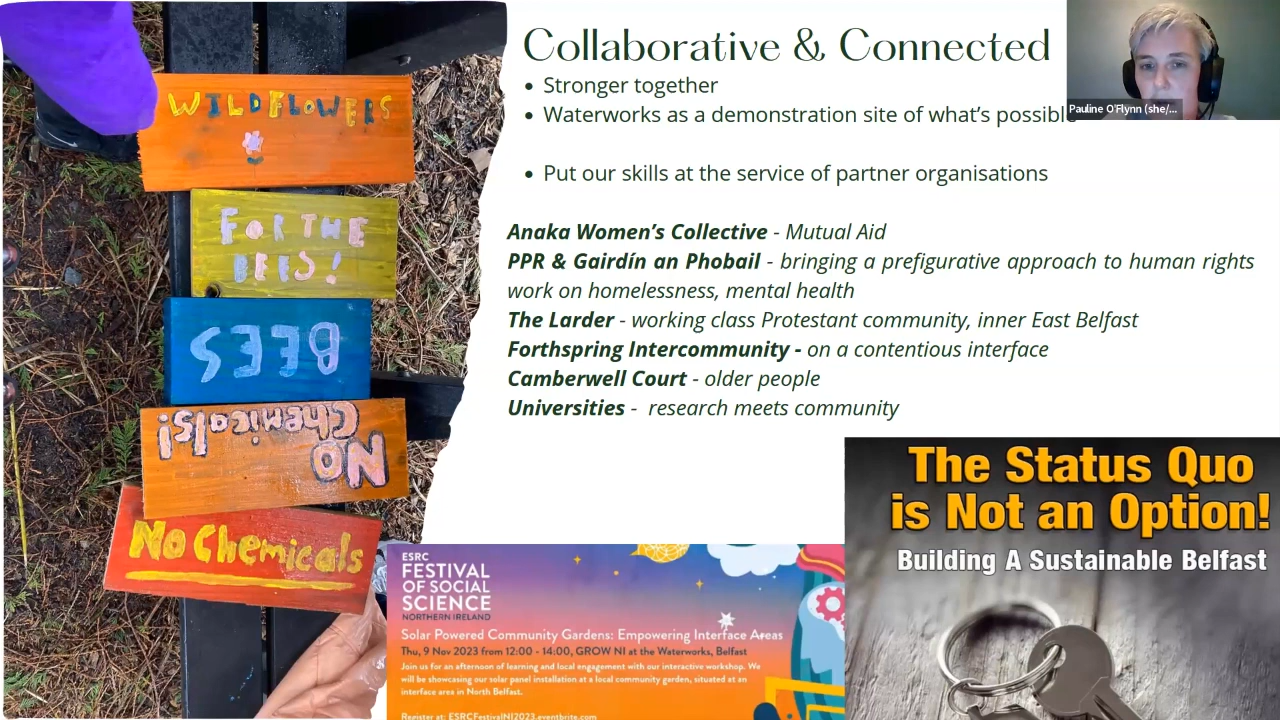 WILDFLOWERS
FOR THE
BEES!
BEES
NO
Chemicals!
No Chemicals
Collaborative & Connected
• Stronger together
• Waterworks as a demonstration site of what's possible
• Put our skills at the service of partner organisations
Anaka Women's Collective - Mutual Aid
PPR & Gairdín an Phobail - bringing a prefigurative approach to human rights
work on homelessness, mental health
The Larder - working class Protestant community, inner East Belfast
Forthspring Intercommunity - on a contentious interface
Camberwell Court - older people
Universities - research meets community
Pauline O'Flynn (she/...
ESRC
FESTIVAL
OF SOCIAL
SCIENCE
NORTHERN IRELAND
Solar Powered Community Gardens: Empowering Interface Areas
Thu, 9 Nov 2023 from 12:00 - 14:00, GROW NI at the Waterworks, Belfast
Join us for an afternoon of learning and local engagement with our interactive workshop. We
will be showcasing our solar panel installation at a local community garden, situated at an
interface area in North Belfast.
Register at: ESRCFestivalNI2023.eventbrite.com
The Status Quo
is Not an Option!
Building A Sustainable Belfast